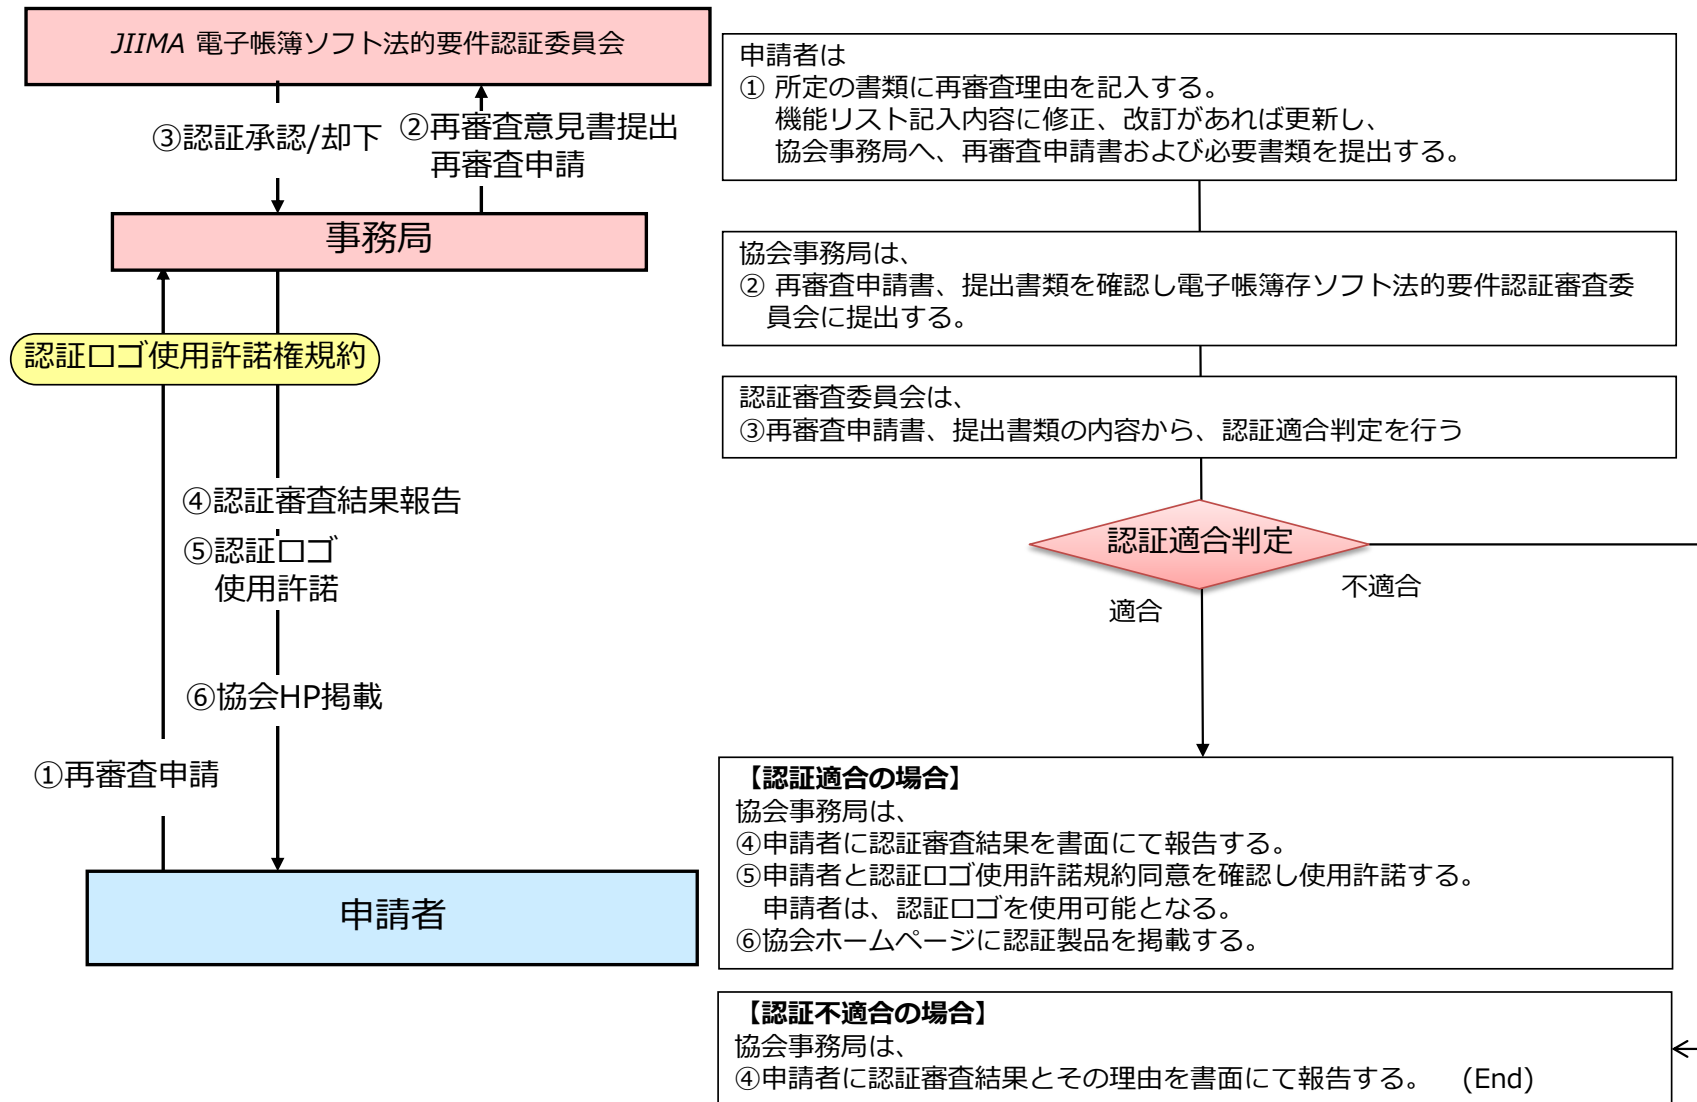 JIIMA 電子帳簿ソフト法的要件認証委員会
③認証承認/却下
②再審査意見書提出
再審査申請
事務局
認証ロゴ使用許諾権規約
④認証審査結果報告
⑤認証ロゴ
使用許諾
⑥協会HP掲載
①再審査申請
申請者
申請者は
① 所定の書類に再審査理由を記入する。
機能リスト記入内容に修正、改訂があれば更新し、
協会事務局へ、再審査申請書および必要書類を提出する。
協会事務局は、
② 再審査申請書、提出書類を確認し電子帳簿存ソフト法的要件認証審査委
員会に提出する。
認証審査委員会は、
③再審査申請書、提出書類の内容から、認証適合判定を行う
認証適合判定
不適合
適合
【認証適合の場合】
協会事務局は、
④申請者に認証審査結果を書面にて報告する。
⑤申請者と認証ロゴ使用許諾規約同意を確認し使用許諾する。
申請者は、認証ロゴを使用可能となる。
⑥協会ホームページに認証製品を掲載する。
【認証不適合の場合】
協会事務局は、
④申請者に認証審査結果とその理由を書面にて報告する。 (End)